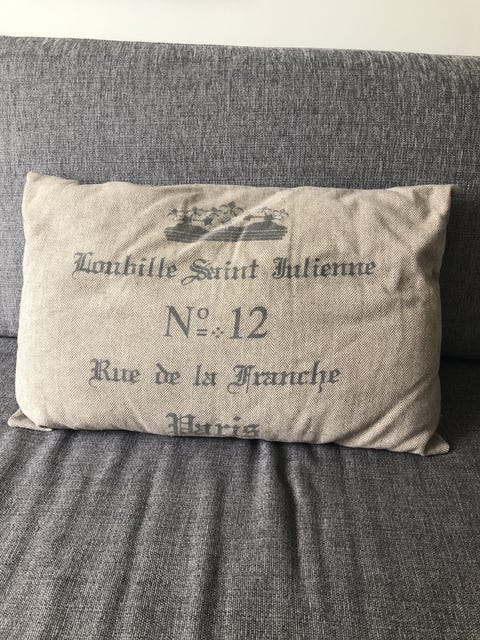 Loubille Saint Julienne
Nº 12
Rue de la Franche
Paris